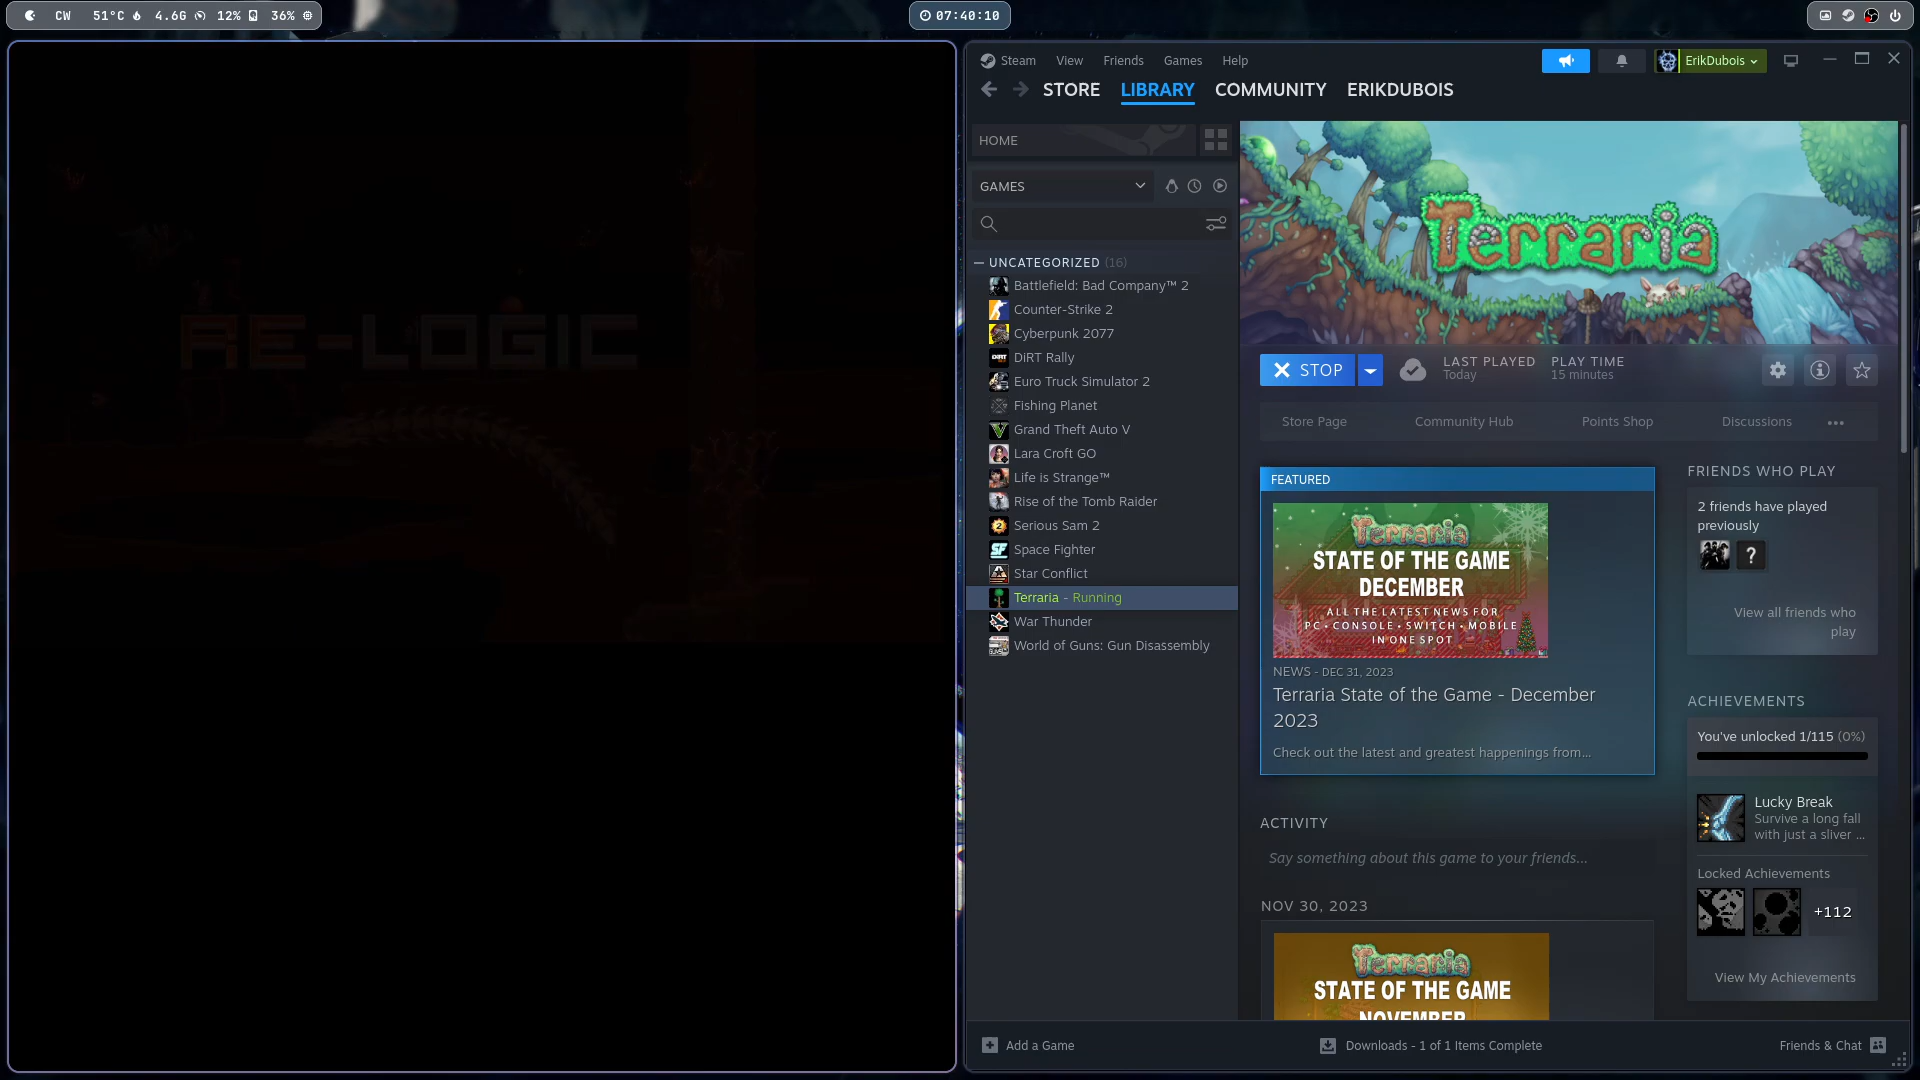 CW 51°C 4.6G 12% 36%
07:40:10
RE-LOGIC
Steam View Friends Games Help
ErikDubois
STORE LIBRARY COMMUNITY ERIKDUBOIS
HOME
GAMES
UNCATEGORIZED (16)
Battlefield: Bad Company™ 2
Counter-Strike 2
Cyberpunk 2077
DiRT Rally
Euro Truck Simulator 2
Fishing Planet
Grand Theft Auto V
Lara Croft GO
Life is Strange™
Rise of the Tomb Raider
Serious Sam 2
Space Fighter
Star Conflict
Terraria - Running
War Thunder
World of Guns: Gun Disassembly
Terraria
STOP
LAST PLAYED
Today
PLAY TIME
15 minutes
Store Page Community Hub Points Shop Discussions
FEATURED
Terraria
STATE OF THE GAME
DECEMBER
ALL THE LATEST NEWS FOR
PC • CONSOLE • SWITCH • MOBILE
IN ONE SPOT
NEWS - DEC 31, 2023
Terraria State of the Game - December
2023
Check out the latest and greatest happenings from...
ACTIVITY
Say something about this game to your friends...
NOV 30, 2023
Terraria
STATE OF THE GAME
NOVEMBER
FRIENDS WHO PLAY
2 friends have played
previously
?
View all friends who
play
ACHIEVEMENTS
You've unlocked 1/115 (0%)
Lucky Break
Survive a long fall
with just a sliver ...
Locked Achievements
+112
View My Achievements
Add a Game
Downloads - 1 of 1 Items Complete
Friends & Chat